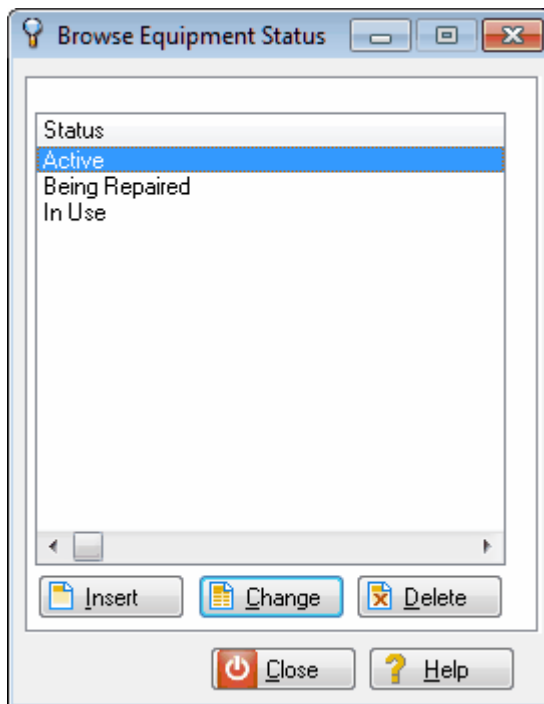 Browse Equipment Status
Status
Active
Being Repaired
In Use
Insert Change Delete
Close Help